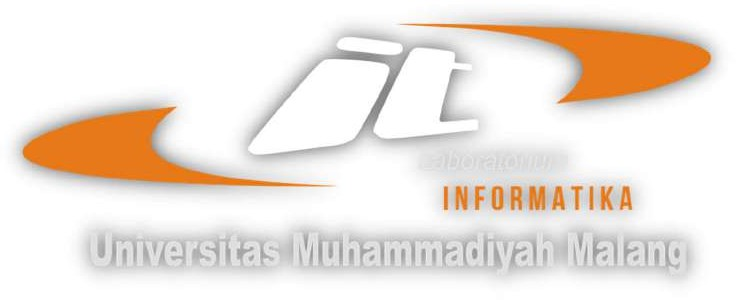 it
Laboratorium
INFORMATIKA
Universitas Muhammadiyah Malang